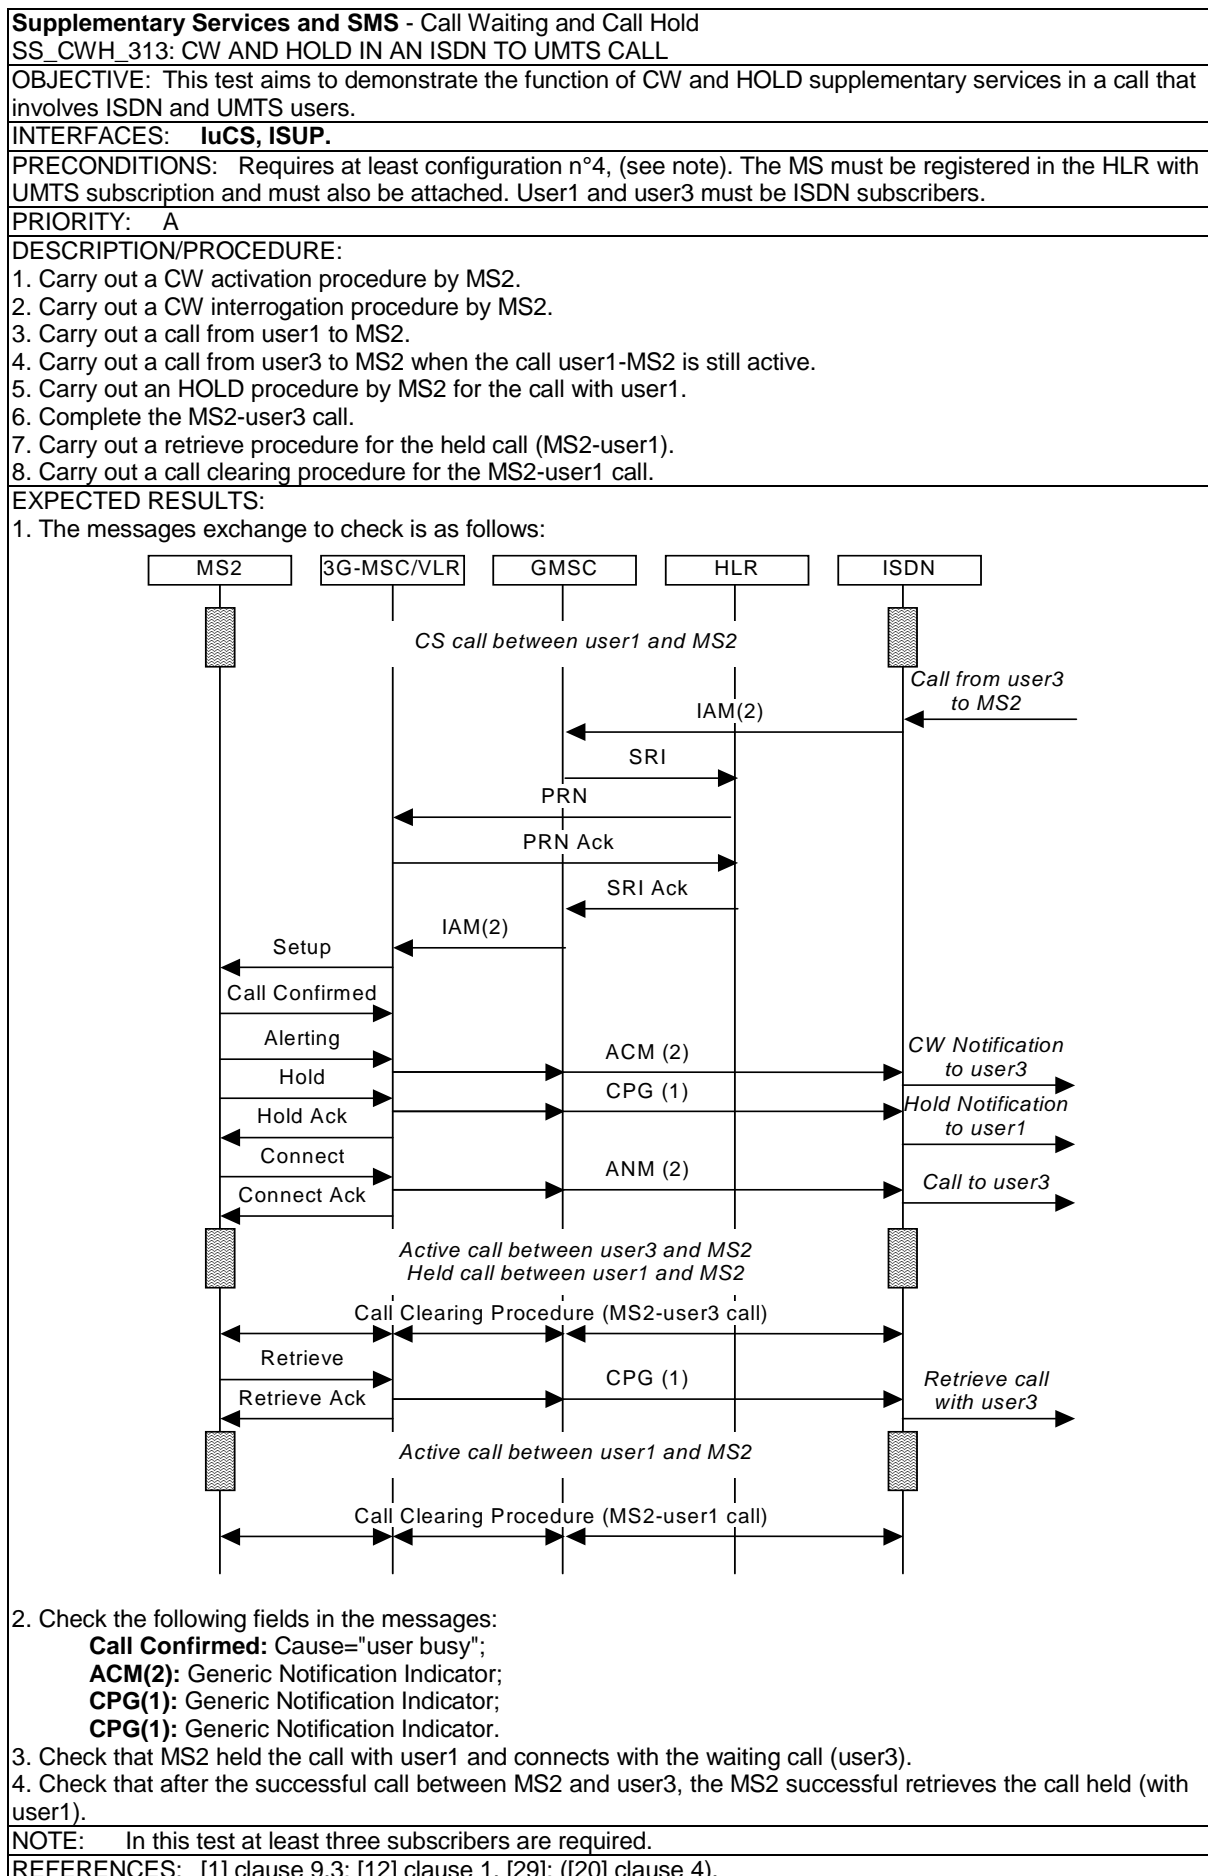 Supplementary Services and SMS - Call Waiting and Call Hold
SS_CWH_313: CW AND HOLD IN AN ISDN TO UMTS CALL
OBJECTIVE: This test aims to demonstrate the function of CW and HOLD supplementary services in a call that
involves ISDN and UMTS users.
INTERFACES: IuCS, ISUP.
PRECONDITIONS: Requires at least configuration n°4, (see note). The MS must be registered in the HLR with
UMTS subscription and must also be attached. User1 and user3 must be ISDN subscribers.
PRIORITY: A
DESCRIPTION/PROCEDURE:
1. Carry out a CW activation procedure by MS2.
2. Carry out a CW interrogation procedure by MS2.
3. Carry out a call from user1 to MS2.
4. Carry out a call from user3 to MS2 when the call user1-MS2 is still active.
5. Carry out an HOLD procedure by MS2 for the call with user1.
6. Complete the MS2-user3 call.
7. Carry out a retrieve procedure for the held call (MS2-user1).
8. Carry out a call clearing procedure for the MS2-user1 call.
EXPECTED RESULTS:
1. The messages exchange to check is as follows:
MS2 3G-MSC/VLR GMSC HLR ISDN
CS call between user1 and MS2
Call from user3
to MS2
IAM(2)
SRI
PRN
PRN Ack
SRI Ack
IAM(2)
Setup
Call Confirmed
Alerting
ACM (2)
CW Notification
to user3
Hold
CPG (1)
Hold Notification
to user1
Hold Ack
Connect
ANM (2)
Call to user3
Connect Ack
Active call between user3 and MS2
Held call between user1 and MS2
Call Clearing Procedure (MS2-user3 call)
Retrieve
CPG (1)
Retrieve call
with user3
Retrieve Ack
Active call between user1 and MS2
Call Clearing Procedure (MS2-user1 call)
2. Check the following fields in the messages:
Call Confirmed: Cause="user busy";
ACM(2): Generic Notification Indicator;
CPG(1): Generic Notification Indicator;
CPG(1): Generic Notification Indicator.
3. Check that MS2 held the call with user1 and connects with the waiting call (user3).
4. Check that after the successful call between MS2 and user3, the MS2 successful retrieves the call held (with
user1).
NOTE: In this test at least three subscribers are required.
REFERENCES: [1] clause 9.3; [12] clause 1, [29]; ([20] clause 4).